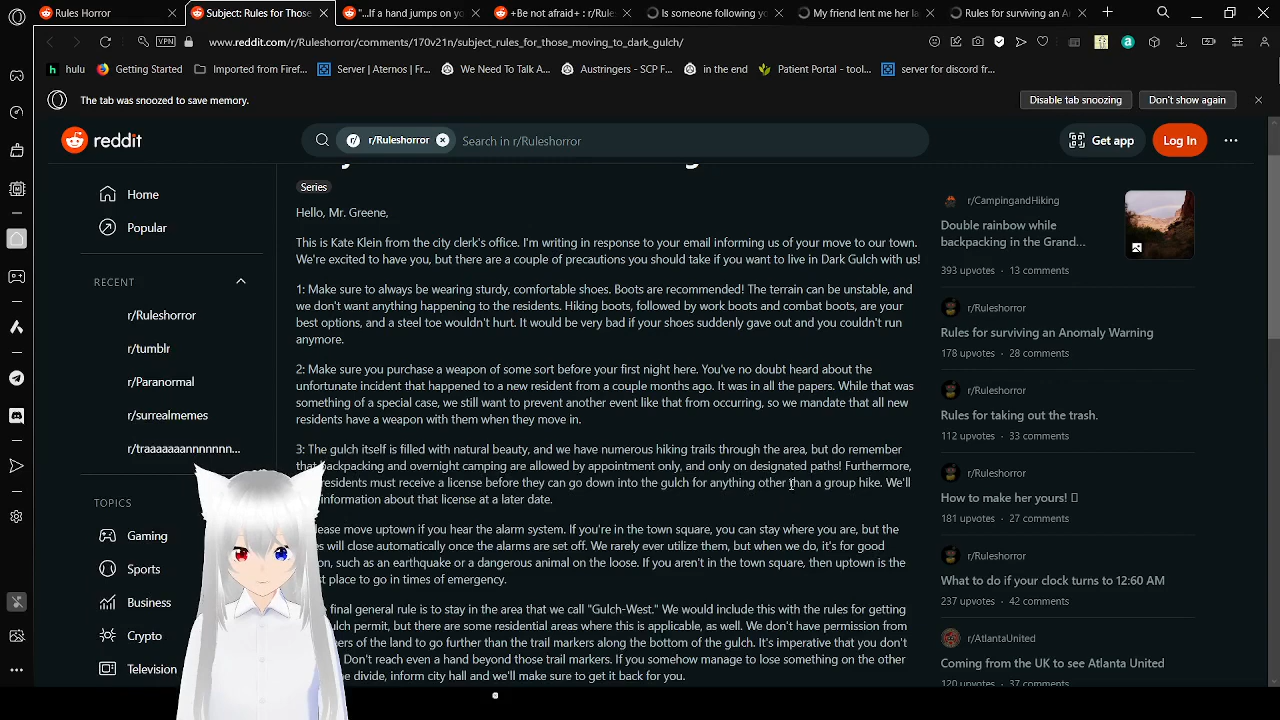 Rules Horror
Subject: Rules for Those
"...If a hand jumps on yo
+Be not afraid+ : r/Rule
Is someone following y
My friend lent me her la
Rules for surviving an A
VPN
www.reddit.com/r/Ruleshorror/comments/170v21n/subject_rules_for_those_moving_to_dark_gulch/
hulu
Getting Started
Imported from Firef...
Server | Aternos | Fr...
We Need To Talk A...
Austringers - SCP F...
in the end
Patient Portal - tool...
server for discord fr...
The tab was snoozed to save memory.
Disable tab snoozing
Don't show again
reddit
r/Ruleshorror
Search in r/Ruleshorror
Get app
Log In
Home
Popular
RECENT
r/Ruleshorror
r/tumblr
r/Paranormal
r/surrealmemes
r/traaaaaaannnnnn...
TOPICS
Gaming
Sports
Business
Crypto
Television
Series
Hello, Mr. Greene,
This is Kate Klein from the city clerk's office. I'm writing in response to your email informing us of your move to our town.
We're excited to have you, but there are a couple of precautions you should take if you want to live in Dark Gulch with us!
1: Make sure to always be wearing sturdy, comfortable shoes. Boots are recommended! The terrain can be unstable, and
we don't want anything happening to the residents. Hiking boots, followed by work boots and combat boots, are your
best options, and a steel toe wouldn't hurt. It would be very bad if your shoes suddenly gave out and you couldn't run
anymore.
2: Make sure you purchase a weapon of some sort before your first night here. You've no doubt heard about the
unfortunate incident that happened to a new resident from a couple months ago. It was in all the papers. While that was
something of a special case, we still want to prevent another event like that from occurring, so we mandate that all new
residents have a weapon with them when they move in.
3: The gulch itself is filled with natural beauty, and we have numerous hiking trails through the area, but do remember
that backpacking and overnight camping are allowed by appointment only, and only on designated paths! Furthermore,
residents must receive a license before they can go down into the gulch for anything other than a group hike. We'll
information about that license at a later date.
ease move uptown if you hear the alarm system. If you're in the town square, you can stay where you are, but the
es will close automatically once the alarms are set off. We rarely ever utilize them, but when we do, it's for good
on, such as an earthquake or a dangerous animal on the loose. If you aren't in the town square, then uptown is the
st place to go in times of emergency.
final general rule is to stay in the area that we call "Gulch-West." We would include this with the rules for getting
ulch permit, but there are some residential areas where this is applicable, as well. We don't have permission from
ers of the land to go further than the trail markers along the bottom of the gulch. It's imperative that you don't
Don't reach even a hand beyond those trail markers. If you somehow manage to lose something on the other
the divide, inform city hall and we'll make sure to get it back for you.
r/CampingandHiking
Double rainbow while
backpacking in the Grand...
393 upvotes · 13 comments
r/Ruleshorror
Rules for surviving an Anomaly Warning
178 upvotes · 28 comments
r/Ruleshorror
Rules for taking out the trash.
112 upvotes · 33 comments
r/Ruleshorror
How to make her yours!
181 upvotes · 27 comments
r/Ruleshorror
What to do if your clock turns to 12:60 AM
237 upvotes · 42 comments
r/AtlantaUnited
Coming from the UK to see Atlanta United
120 upvotes · 37 comments